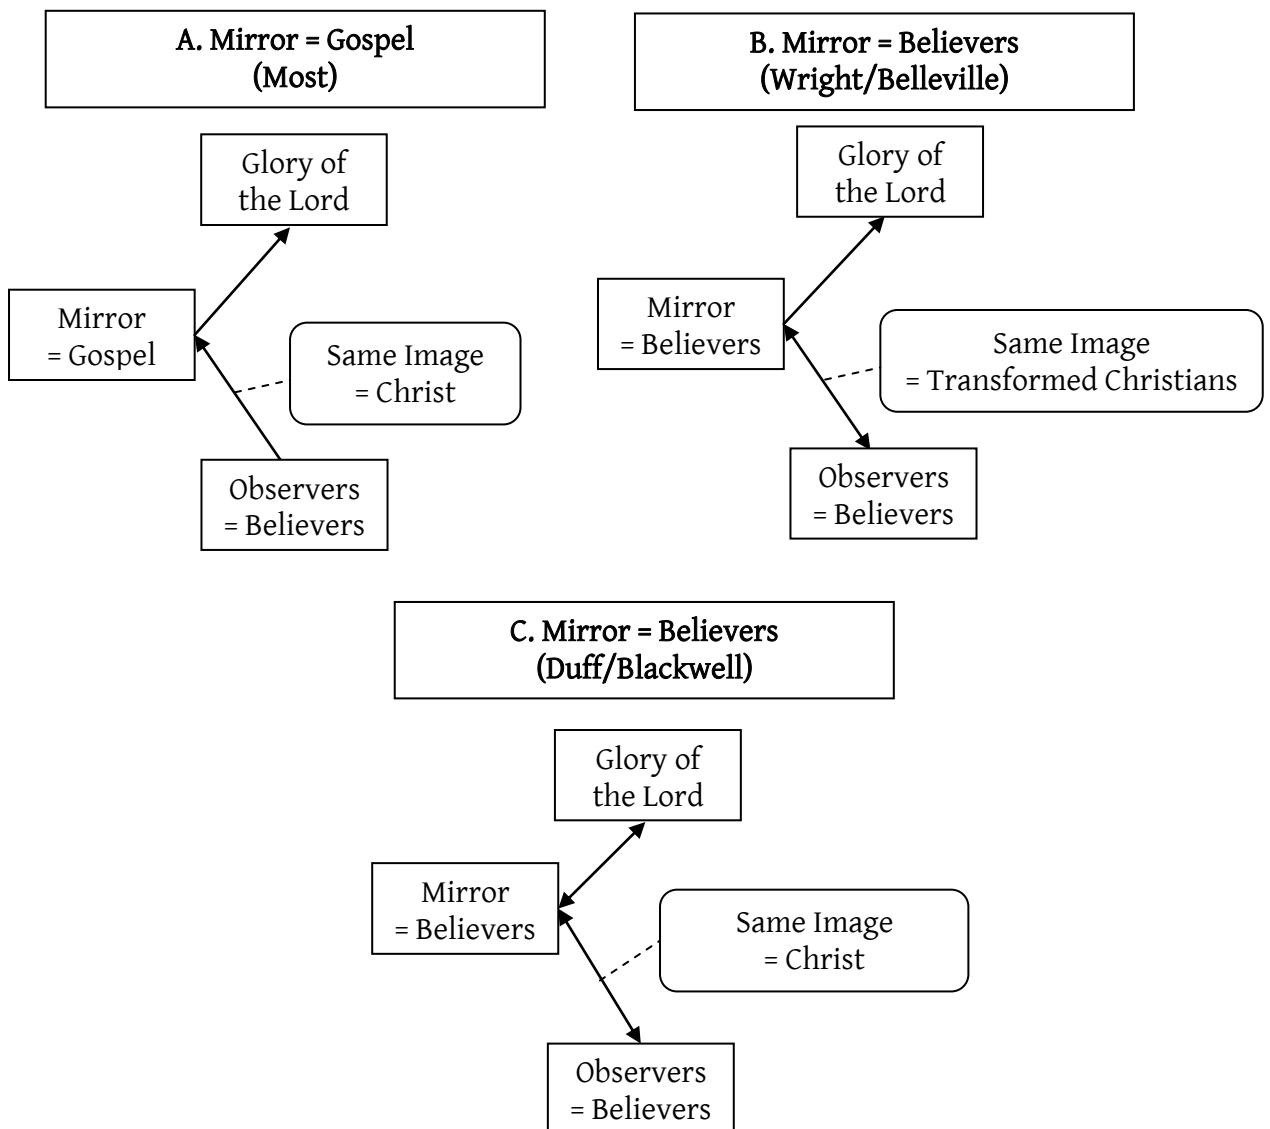 A. Mirror = Gospel
(Most)
Glory of
the Lord
Mirror
= Gospel
Same Image
= Christ
Observers
= Believers
B. Mirror = Believers
(Wright/Belleville)
Glory of
the Lord
Mirror
= Believers
Same Image
= Transformed Christians
Observers
= Believers
C. Mirror = Believers
(Duff/Blackwell)
Glory of
the Lord
Mirror
= Believers
Same Image
= Christ
Observers
= Believers